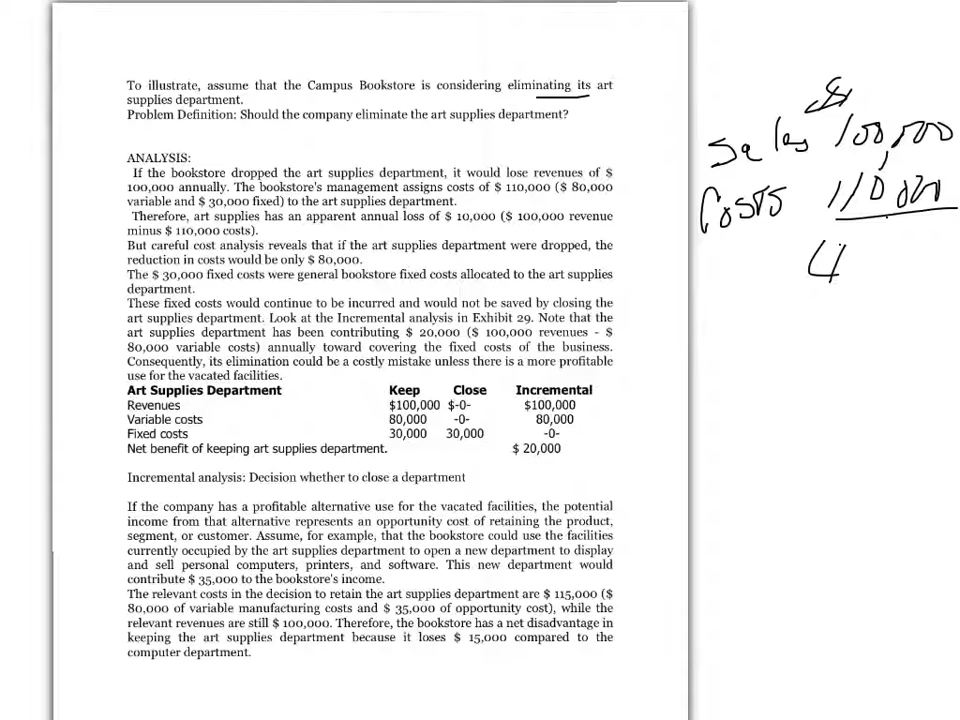 To illustrate, assume that the Campus Bookstore is considering eliminating its art
supplies department.
Problem Definition: Should the company eliminate the art supplies department?
ANALYSIS:
If the bookstore dropped the art supplies department, it would lose revenues of $
100,000 annually. The bookstore's management assigns costs of $ 110,000 ($ 80,000
variable and $ 30,000 fixed) to the art supplies department.
Therefore, art supplies has an apparent annual loss of $ 10,000 ($ 100,000 revenue
minus $ 110,000 costs).
But careful cost analysis reveals that if the art supplies department were dropped, the
reduction in costs would be only $ 80,000.
The $ 30,000 fixed costs were general bookstore fixed costs allocated to the art supplies
department.
These fixed costs would continue to be incurred and would not be saved by closing the
art supplies department. Look at the Incremental analysis in Exhibit 29. Note that the
art supplies department has been contributing $ 20,000 ($ 100,000 revenues - $
80,000 variable costs) annually toward covering the fixed costs of the business.
Consequently, its elimination could be a costly mistake unless there is a more profitable
use for the vacated facilities.
Art Supplies Department Keep Close Incremental
Revenues $100,000 $-0- $100,000
Variable costs 80,000 -0- 80,000
Fixed costs 30,000 30,000 -0-
Net benefit of keeping art supplies department. $ 20,000
Incremental analysis: Decision whether to close a department
If the company has a profitable alternative use for the vacated facilities, the potential
income from that alternative represents an opportunity cost of retaining the product,
segment, or customer. Assume, for example, that the bookstore could use the facilities
currently occupied by the art supplies department to open a new department to display
and sell personal computers, printers, and software. This new department would
contribute $ 35,000 to the bookstore's income.
The relevant costs in the decision to retain the art supplies department are $ 115,000 ($
80,000 of variable manufacturing costs and $ 35,000 of opportunity cost), while the
relevant revenues are still $ 100,000. Therefore, the bookstore has a net disadvantage in
keeping the art supplies department because it loses $ 15,000 compared to the
computer department.
$
Sales 100,000
Costs 110,000